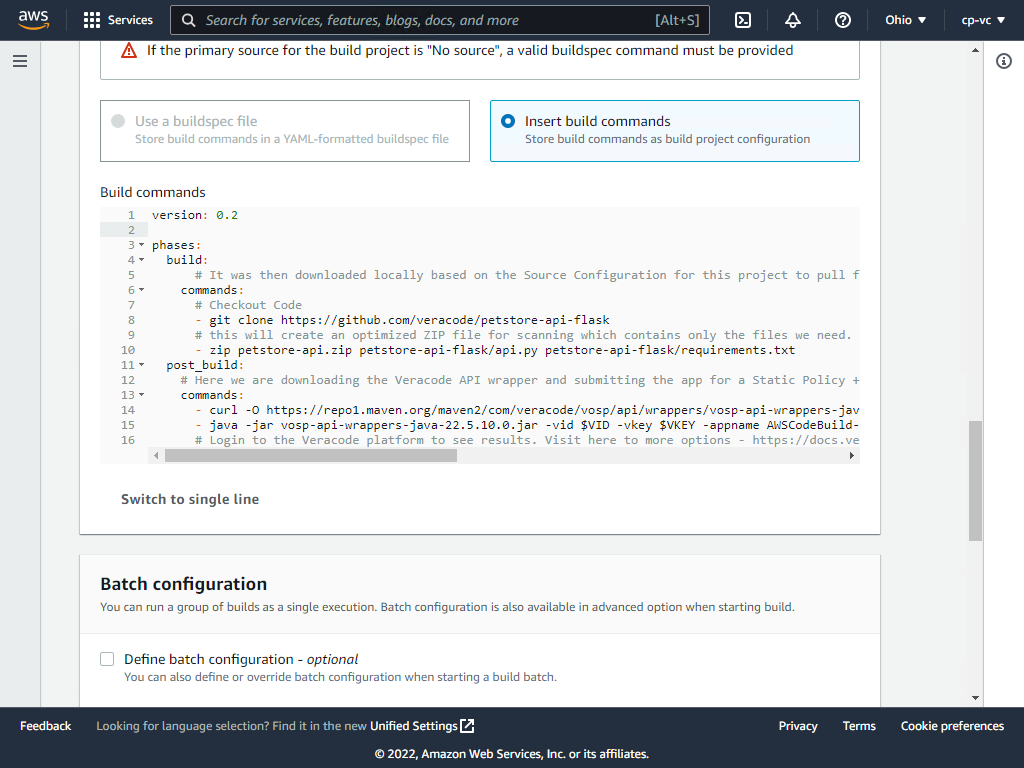 aws
Services
Search for services, features, blogs, docs, and more
[Alt+S]
Ohio
cp-vc
If the primary source for the build project is "No source", a valid buildspec command must be provided
Use a buildspec file
Store build commands in a YAML-formatted buildspec file
Insert build commands
Store build commands as build project configuration
Build commands
1 version: 0.2
2
3 phases:
4 build:
5 # It was then downloaded locally based on the Source Configuration for this project to pull f
6 commands:
7 # Checkout Code
8 - git clone https://github.com/veracode/petstore-api-flask
9 # this will create an optimized ZIP file for scanning which contains only the files we need.
10 - zip petstore-api.zip petstore-api-flask/api.py petstore-api-flask/requirements.txt
11 post_build:
12 # Here we are downloading the Veracode API wrapper and submitting the app for a Static Policy +
13 commands:
14 - curl -O https://repo1.maven.org/maven2/com/veracode/vosp/api/wrappers/vosp-api-wrappers-jav
15 - java -jar vosp-api-wrappers-java-22.5.10.0.jar -vid $VID -vkey $VKEY -appname AWSCodeBuild-
16 # Login to the Veracode platform to see results. Visit here to more options - https://docs.ve
Switch to single line
Batch configuration
You can run a group of builds as a single execution. Batch configuration is also available in advanced option when starting build.
Define batch configuration - optional
You can also define or override batch configuration when starting a build batch.
Feedback
Looking for language selection? Find it in the new Unified Settings
Privacy
Terms
Cookie preferences
© 2022, Amazon Web Services, Inc. or its affiliates.